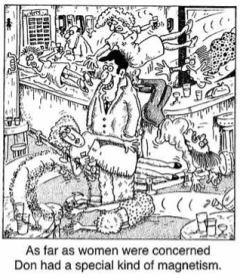 As far as women were concerned
Don had a special kind of magnetism.